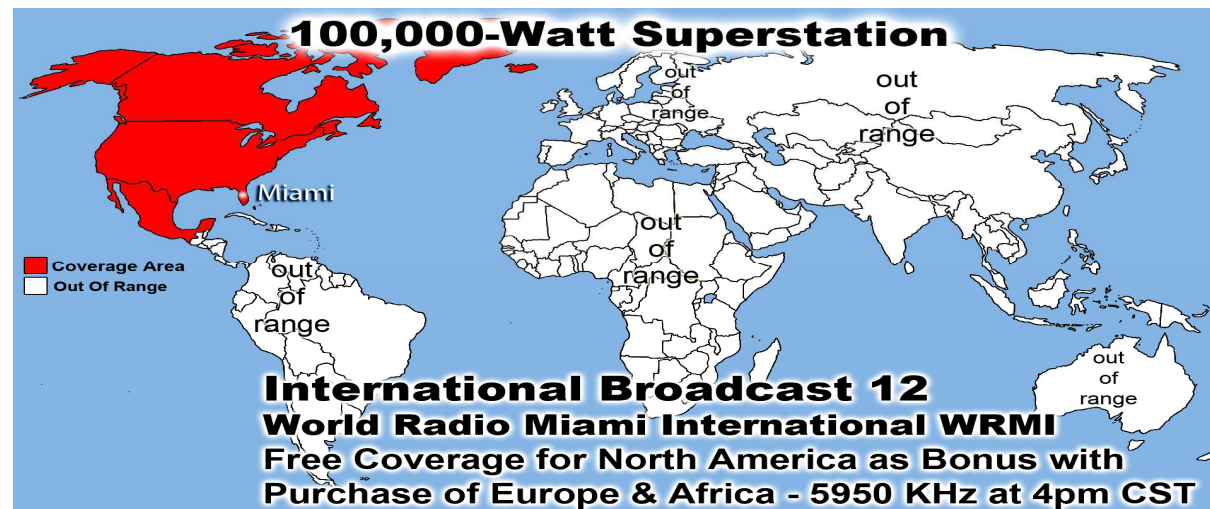 100,000-Watt Superstation
out
of
range
out
of
range
Miami
out
of
range
Coverage Area
Out Of Range
out
of
range
out
of
range
International Broadcast 12
World Radio Miami International WRMI
Free Coverage for North America as Bonus with
Purchase of Europe & Africa - 5950 KHz at 4pm CST